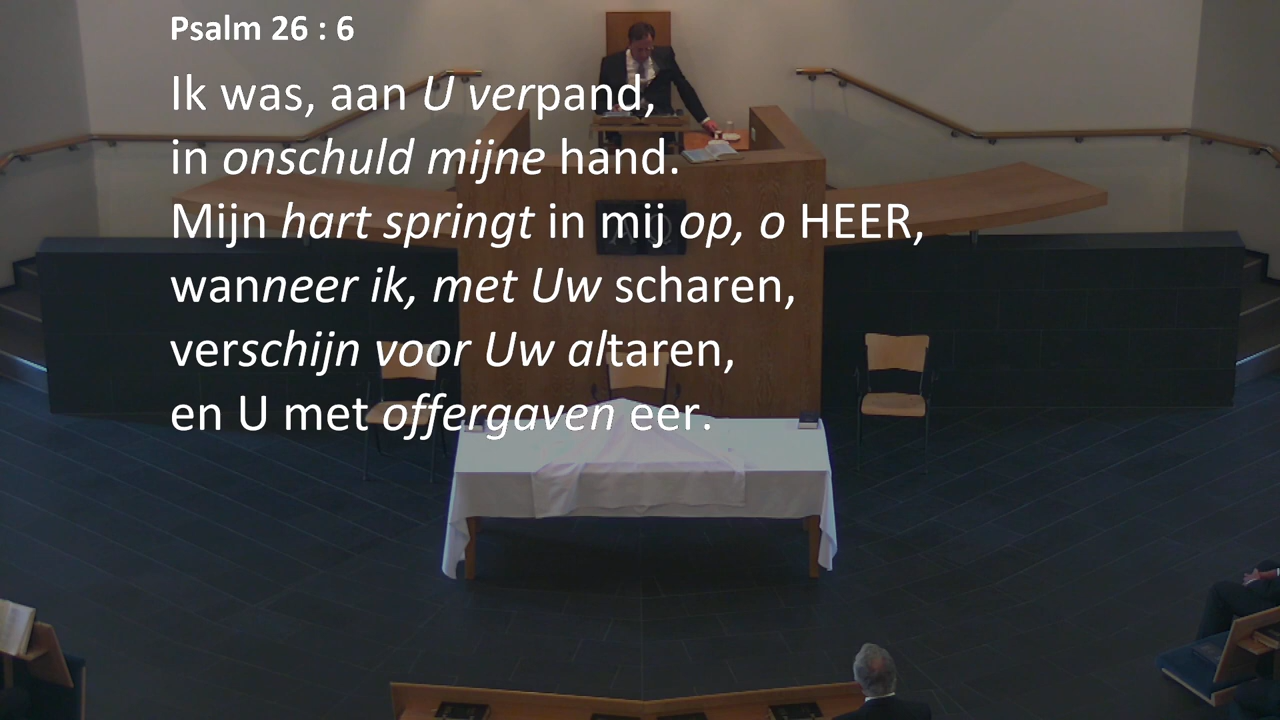 Psalm 26 : 6
Ik was, aan U verpand,
in onschuld mijne hand.
Mijn hart springt in mij op, o HEER,
wanneer ik, met Uw scharen,
verschijn voor Uw altaren,
en U met offergaven eer.